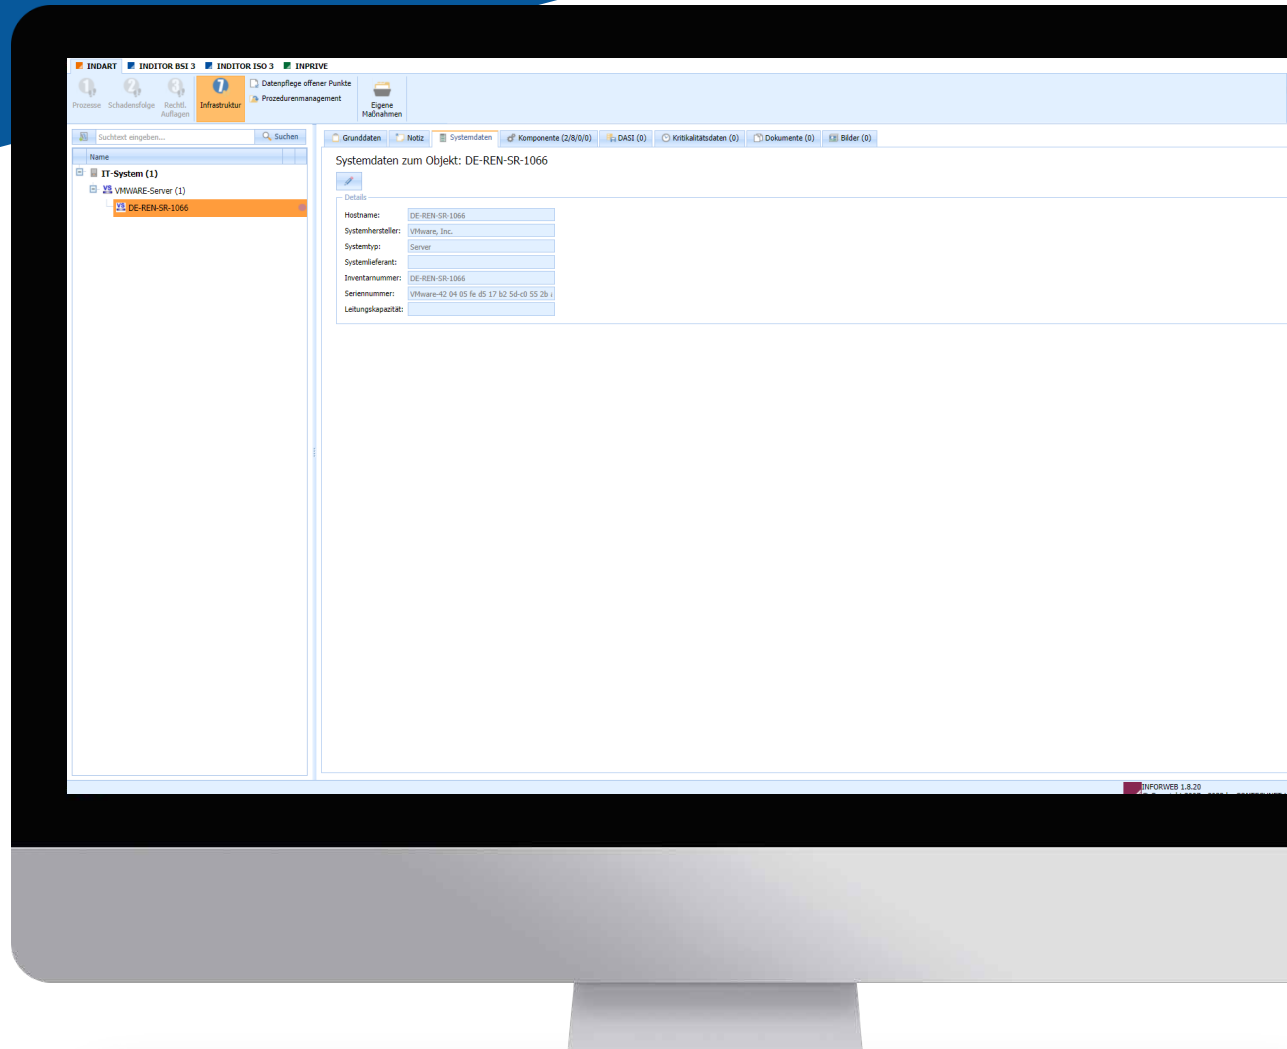 INDART INDITOR BSI 3 INDITOR ISO 3 INPRIVE
1 2 3 7
Datenpflege offener Punkte
Prozedurenmanagement
Prozesse Schadensfolge Rechtl. Auflagen Infrastruktur Eigene Maßnahmen
Suchtext eingeben... Suchen
Name
IT-System (1)
VMWARE-Server (1)
DE-REN-SR-1066
Grunddaten Notiz Systemdaten Komponente (2/8/0/0) DASI (0) Kritikalitätsdaten (0) Dokumente (0) Bilder (0)
Systemdaten zum Objekt: DE-REN-SR-1066
Details
Hostname: DE-REN-SR-1066
Systemhersteller: VMware, Inc.
Systemtyp: Server
Systemlieferant:
Inventarnummer: DE-REN-SR-1066
Seriennummer: VMware-42 04 05 fe d5 17 b2 5d-c0 55 2b
Leitungskapazität:
INFORWEB 1.8.20